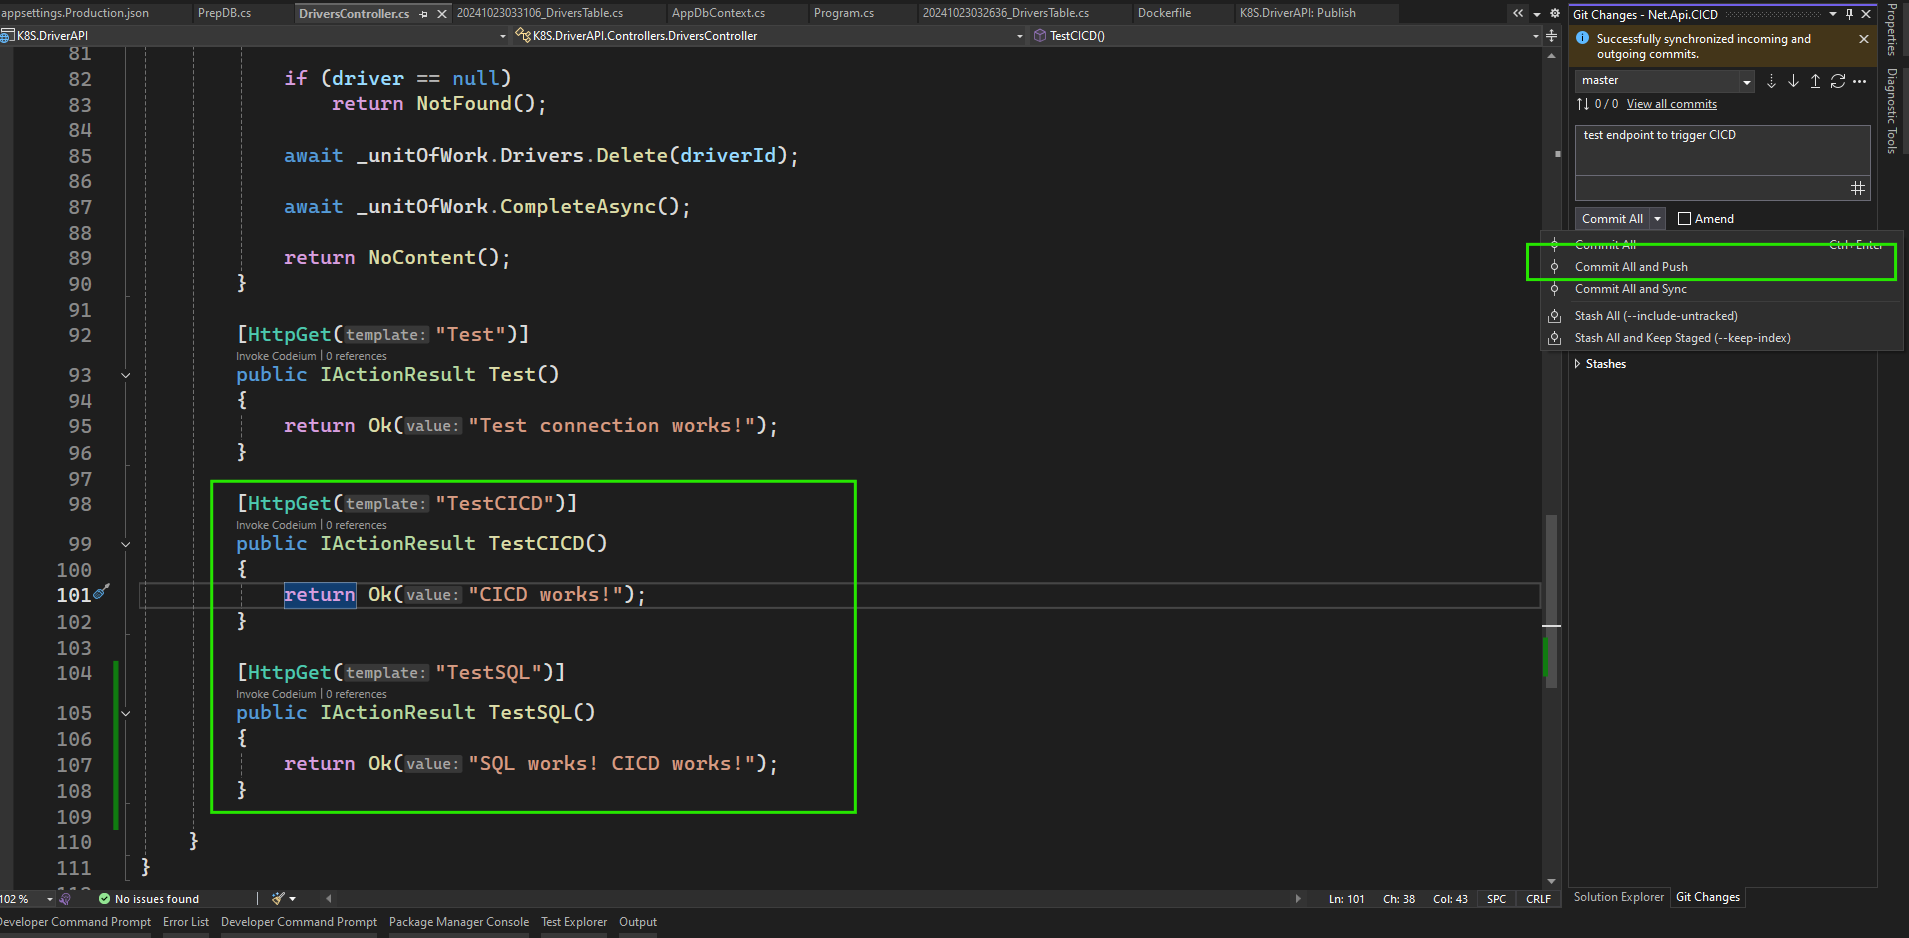 appsettings.Production.json PrepDB.cs DriversController.cs 20241023033106_DriversTable.cs AppDbContext.cs Program.cs 20241023032636_DriversTable.cs Dockerfile K8S.DriverAPI: Publish
K8S.DriverAPI K8S.DriverAPI.Controllers.DriversController TestCICD()
81
82 if (driver == null)
83 return NotFound();
84
85 await _unitOfWork.Drivers.Delete(driverId);
86
87 await _unitOfWork.CompleteAsync();
88
89 return NoContent();
90 }
91
92 [HttpGet(template: "Test")]
Invoke Codeium | 0 references
93 public IActionResult Test()
94 {
95 return Ok(value: "Test connection works!");
96 }
97
98 [HttpGet(template: "TestCICD")]
Invoke Codeium | 0 references
99 public IActionResult TestCICD()
100 {
101 return Ok(value: "CICD works!");
102 }
103
104 [HttpGet(template: "TestSQL")]
Invoke Codeium | 0 references
105 public IActionResult TestSQL()
106 {
107 return Ok(value: "SQL works! CICD works!");
108 }
109
110 }
111 }
102 % No issues found Ln: 101 Ch: 38 Col: 43 SPC CRLF
Developer Command Prompt Error List Developer Command Prompt Package Manager Console Test Explorer Output
Git Changes - Net.Api.CICD
Successfully synchronized incoming and
outgoing commits.
master
0 / 0 View all commits
test endpoint to trigger CICD
Commit All Amend
Commit All Ctrl+Enter
Commit All and Push
Commit All and Sync
Stash All (--include-untracked)
Stash All and Keep Staged (--keep-index)
Stashes
Solution Explorer Git Changes
Properties
Diagnostic Tools